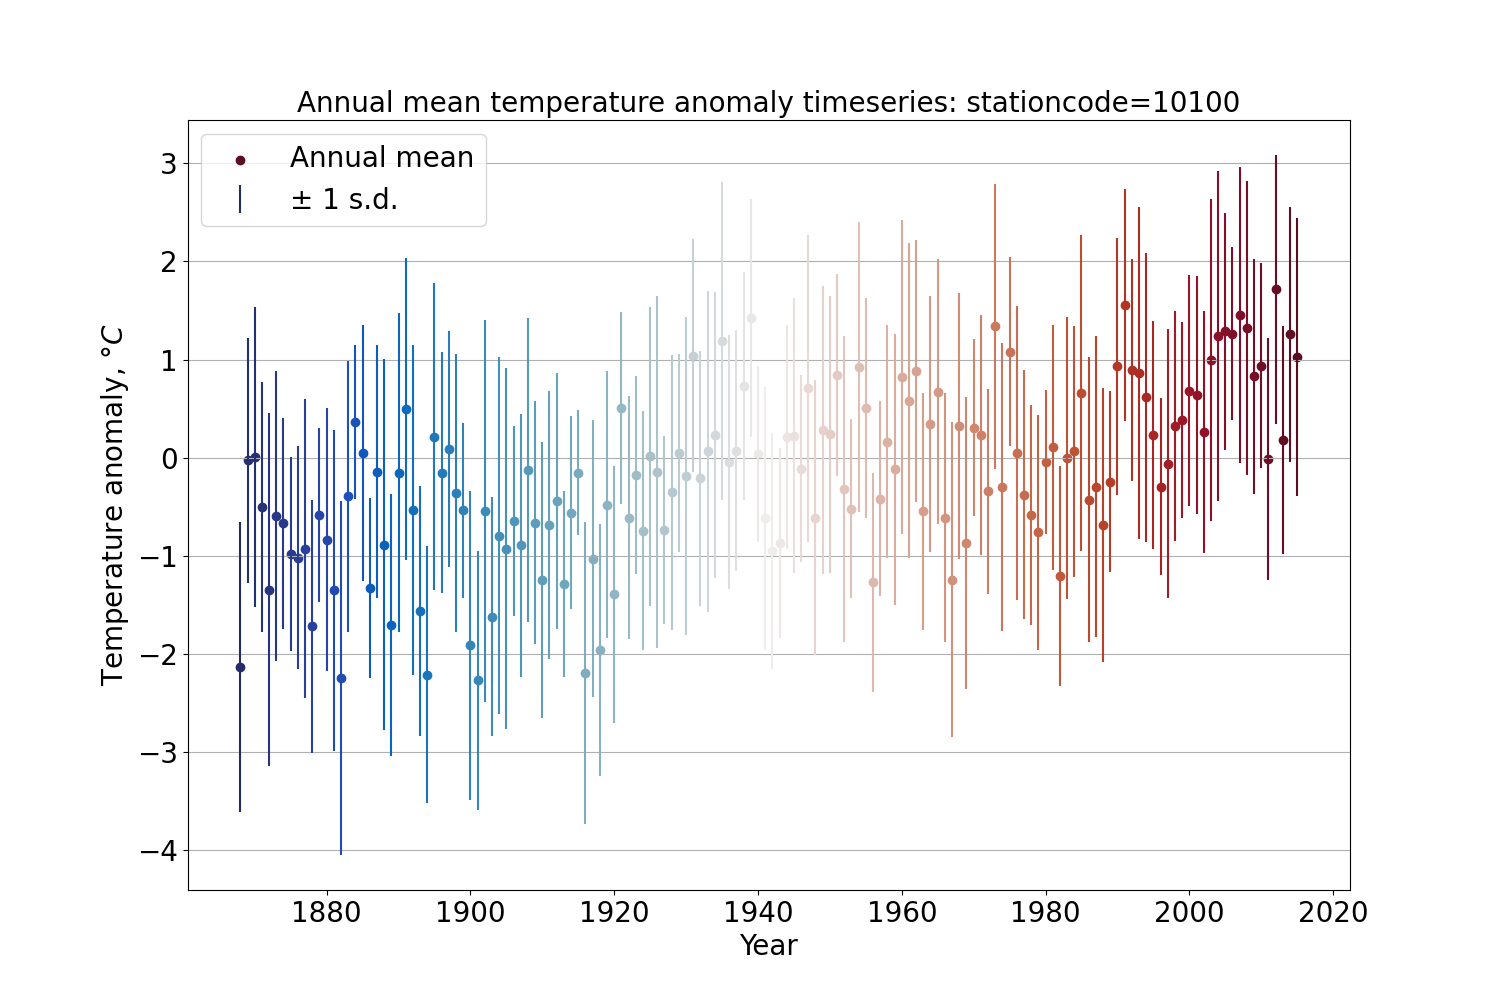 Annual mean temperature anomaly timeseries: stationcode=10100
Annual mean
± 1 s.d.
Temperature anomaly, °C
3
2
1
0
−1
−2
−3
−4
1880 1900 1920 1940 1960 1980 2000 2020
Year